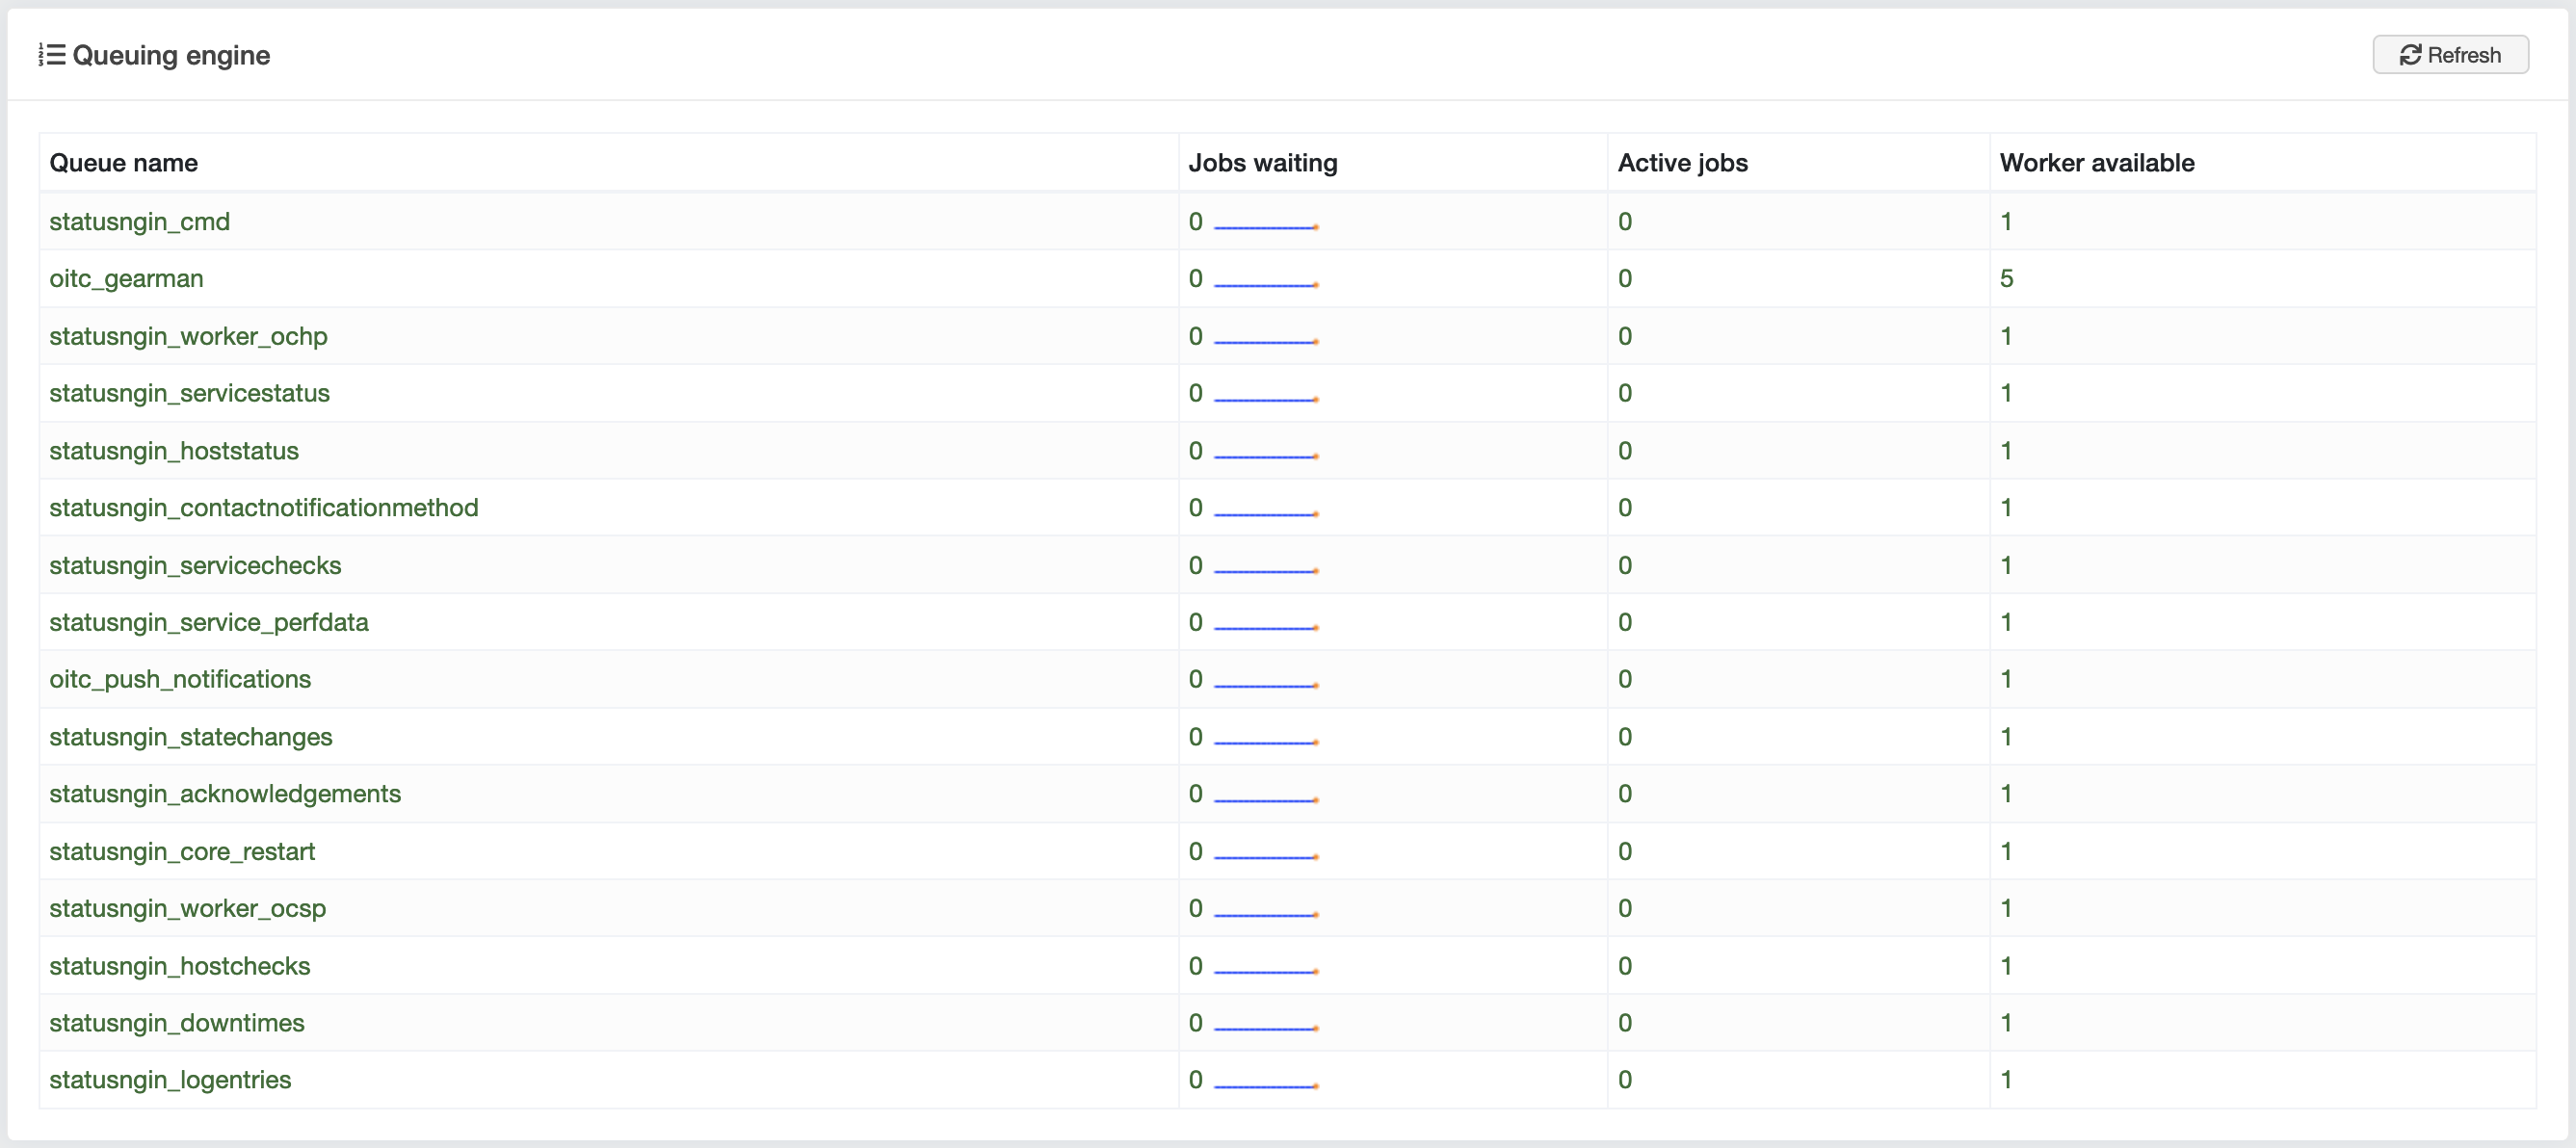 Queuing engine Refresh
Queue name Jobs waiting Active jobs Worker available
statusngin_cmd 0 0 1
oitc_gearman 0 0 5
statusngin_worker_ochp 0 0 1
statusngin_servicestatus 0 0 1
statusngin_hoststatus 0 0 1
statusngin_contactnotificationmethod 0 0 1
statusngin_servicechecks 0 0 1
statusngin_service_perfdata 0 0 1
oitc_push_notifications 0 0 1
statusngin_statechanges 0 0 1
statusngin_acknowledgements 0 0 1
statusngin_core_restart 0 0 1
statusngin_worker_ocsp 0 0 1
statusngin_hostchecks 0 0 1
statusngin_downtimes 0 0 1
statusngin_logentries 0 0 1